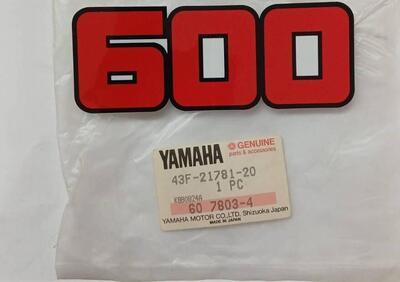 600
YAMAHA GENUINE
parts & accessories
43F-21781-20
1 PC
KBB0824A
60 7803-4
YAMAHA MOTOR CO.,LTD. Shizuoka Japan
MADE IN JAPAN